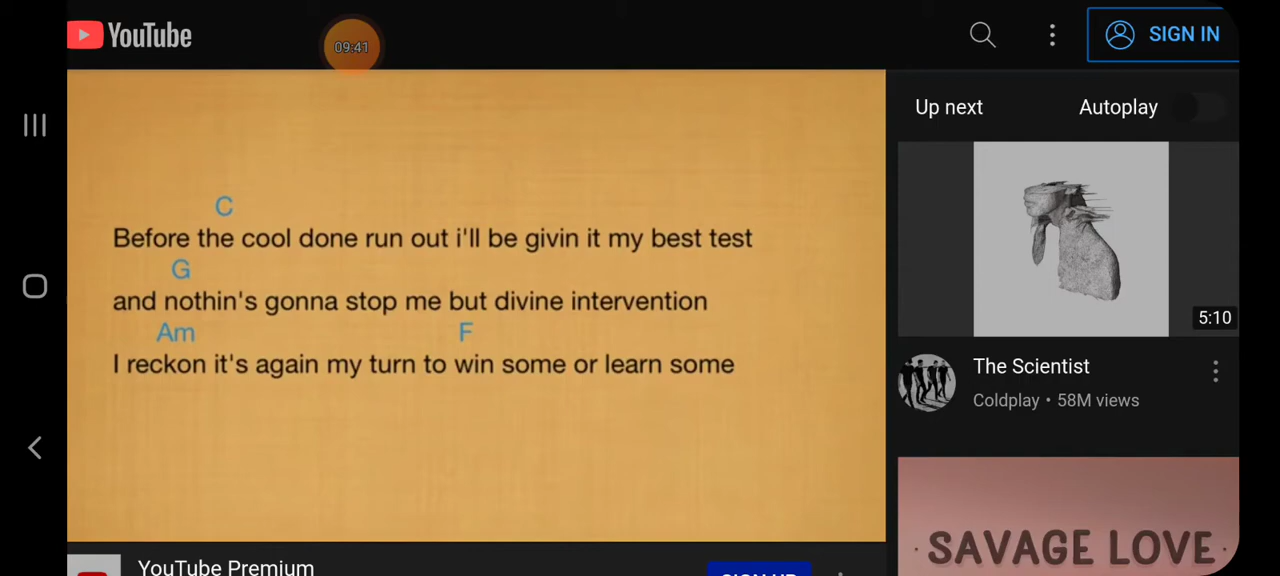 YouTube
09:41
SIGN IN
C
Before the cool done run out i'll be givin it my best test
G
and nothin's gonna stop me but divine intervention
Am F
I reckon it's again my turn to win some or learn some
Up next Autoplay
5:10
The Scientist
Coldplay • 58M views
· SAVAGE LOVE ·
YouTube Premium
SIGN UP